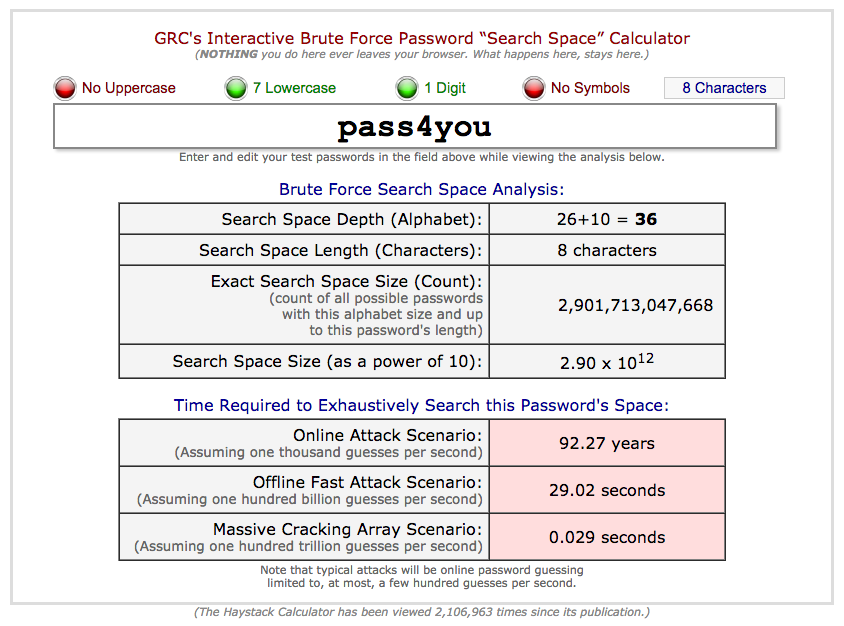 GRC's Interactive Brute Force Password “Search Space” Calculator
(NOTHING you do here ever leaves your browser. What happens here, stays here.)
No Uppercase 7 Lowercase 1 Digit No Symbols 8 Characters
pass4you
Enter and edit your test passwords in the field above while viewing the analysis below.
Brute Force Search Space Analysis:
Search Space Depth (Alphabet): 26+10 = 36
Search Space Length (Characters): 8 characters
Exact Search Space Size (Count):
(count of all possible passwords
with this alphabet size and up
to this password's length)
2,901,713,047,668
Search Space Size (as a power of 10): 2.90 x 10¹²
Time Required to Exhaustively Search this Password's Space:
Online Attack Scenario:
(Assuming one thousand guesses per second)
92.27 years
Offline Fast Attack Scenario:
(Assuming one hundred billion guesses per second)
29.02 seconds
Massive Cracking Array Scenario:
(Assuming one hundred trillion guesses per second)
0.029 seconds
Note that typical attacks will be online password guessing
limited to, at most, a few hundred guesses per second.
(The Haystack Calculator has been viewed 2,106,963 times since its publication.)